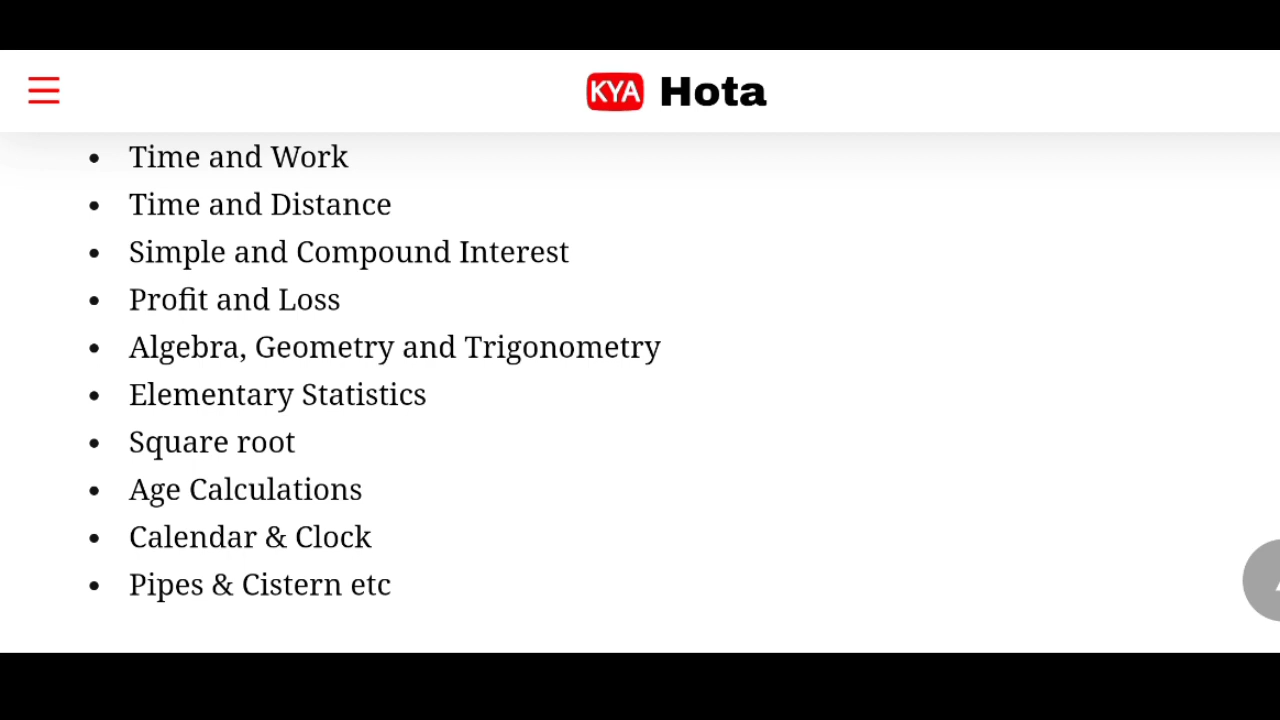 KYA Hota
Time and Work
Time and Distance
Simple and Compound Interest
Profit and Loss
Algebra, Geometry and Trigonometry
Elementary Statistics
Square root
Age Calculations
Calendar & Clock
Pipes & Cistern etc